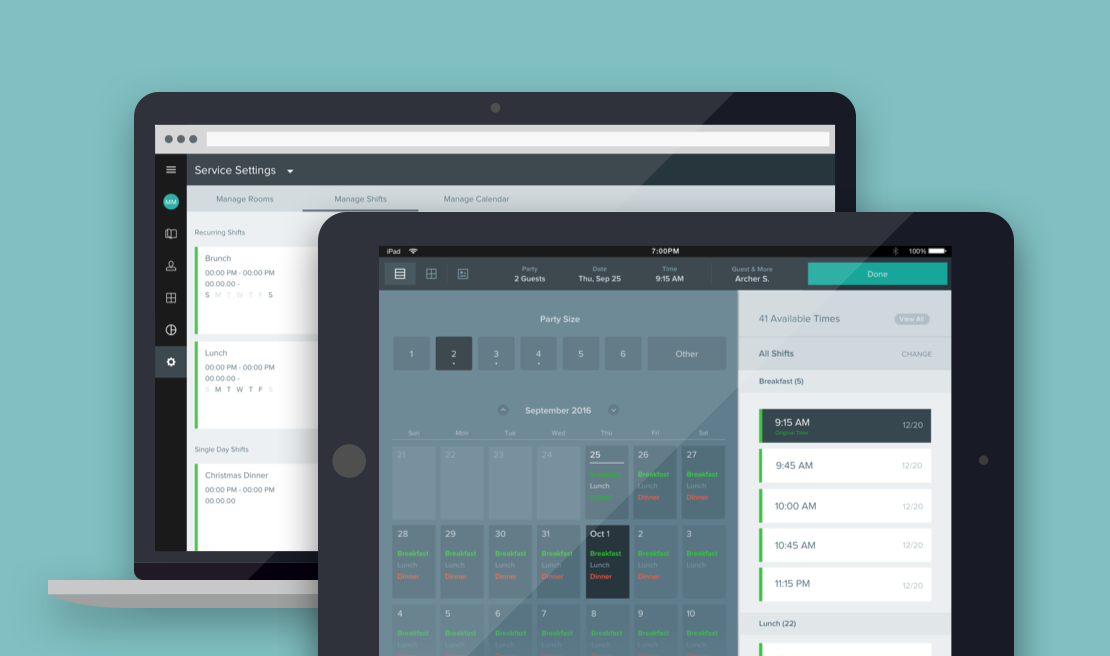 Service Settings
MM
Manage Rooms Manage Shifts Manage Calendar
Recurring Shifts
Brunch
00:00 PM - 00:00 PM
00.00.00 -
S M T W T F S
Lunch
00:00 PM - 00:00 PM
00.00.00 -
S M T W T F S
Single Day Shifts
Christmas Dinner
00:00 PM - 00:00 PM
00.00.00
iPad 7:00PM 100%
Party Date Time Guest & More
2 Guests Thu, Sep 25 9:15 AM Archer S.
Done
Party Size
1 2 3 4 5 6 Other
September 2016
Sun Mon Tue Wed Thu Fri Sat
21 22 23 24 25 26 27
Breakfast Breakfast
Lunch Lunch Lunch
Dinner Dinner
28 29 30 31 Oct 1 2 3
Breakfast Breakfast Breakfast Breakfast Breakfast Breakfast Breakfast
Lunch Lunch Lunch Lunch Lunch Lunch Lunch
Dinner Dinner Dinner Dinner Dinner Dinner
4 5 6 7 8 9 10
Breakfast Breakfast Breakfast Breakfast Breakfast Breakfast Breakfast
Lunch Lunch Lunch Lunch Lunch Lunch Lunch
41 Available Times View All
All Shifts CHANGE
Breakfast (5)
9:15 AM 12/20
Original Time
9:45 AM 12/20
10:00 AM 12/20
10:45 AM 12/20
11:15 PM 12/20
Lunch (22)